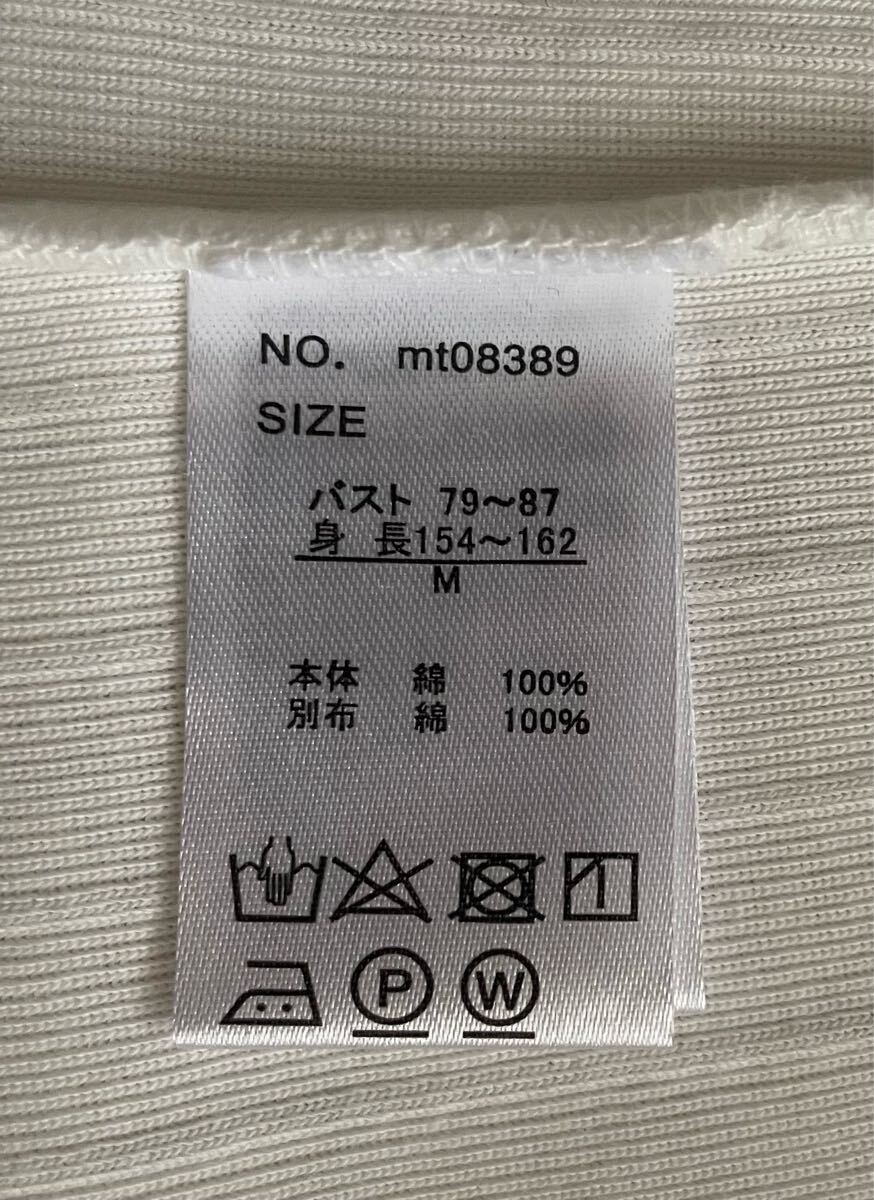 NO. mt08389
SIZE
バスト 79～87
身 長154～162
M
本体 綿 100%
別布 綿 100%
P W